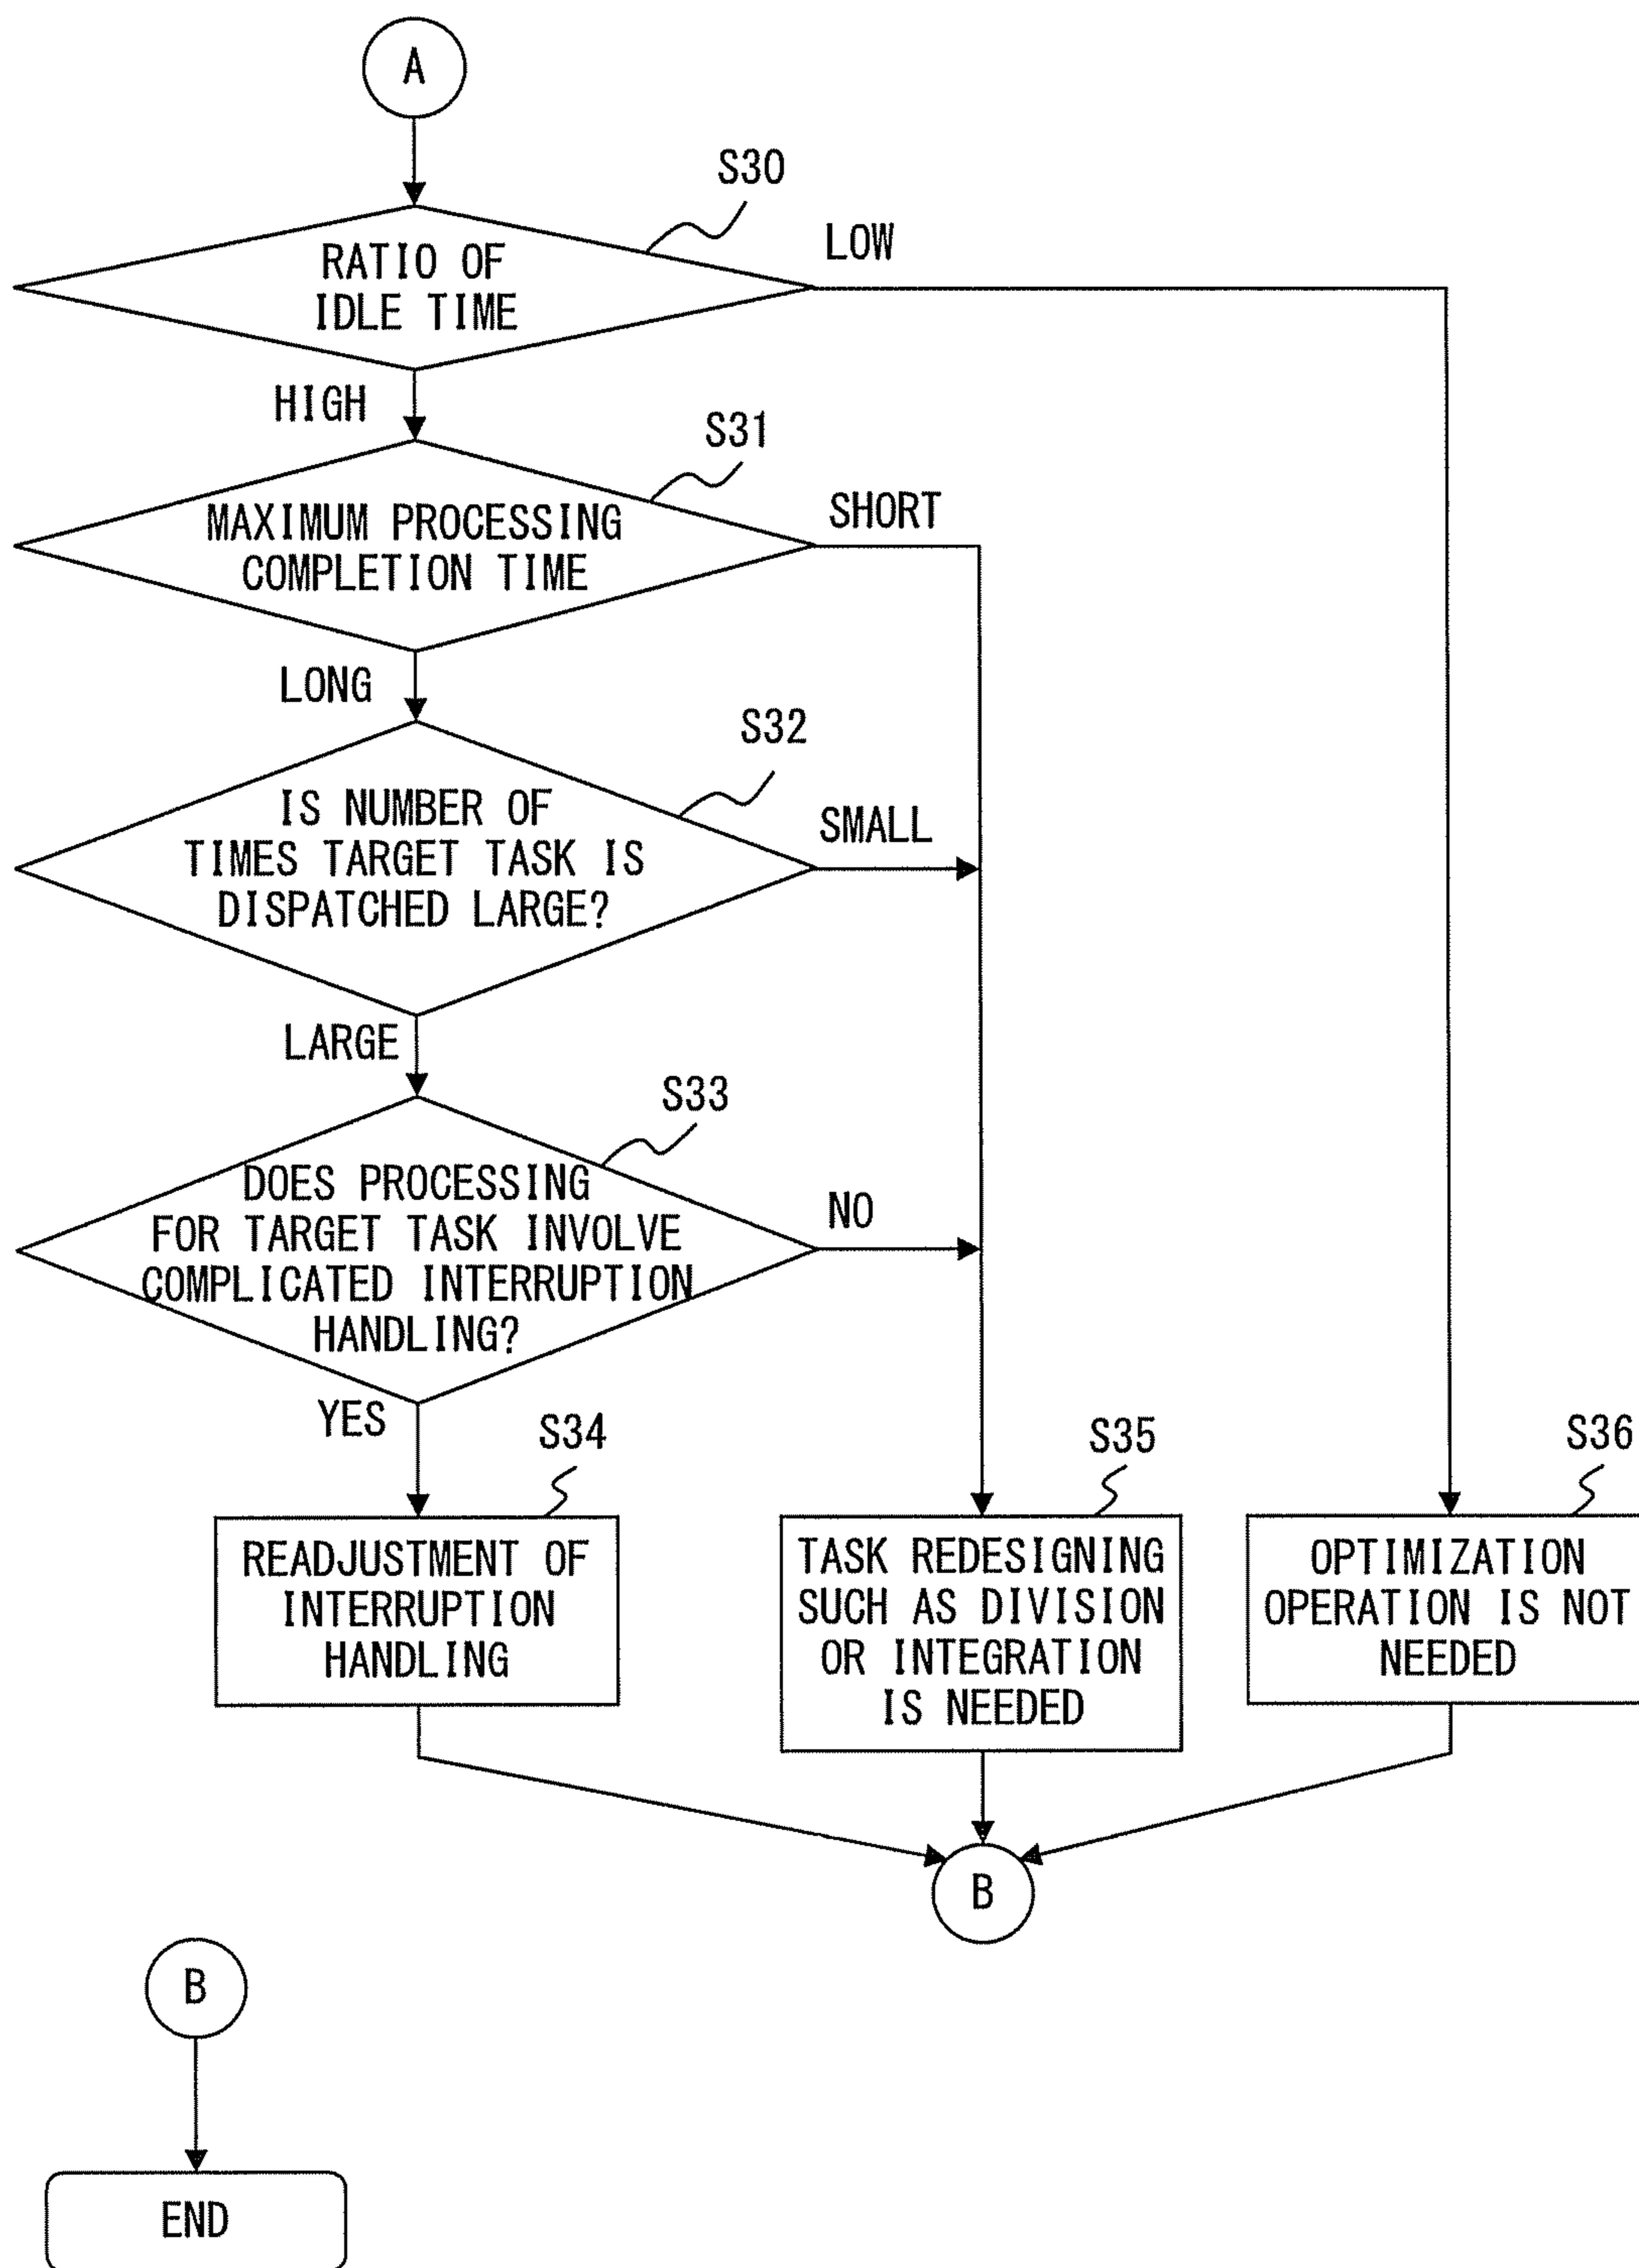 A
S30
RATIO OF
IDLE TIME
LOW
HIGH
S31
MAXIMUM PROCESSING
COMPLETION TIME
SHORT
LONG
S32
IS NUMBER OF
TIMES TARGET TASK IS
DISPATCHED LARGE?
SMALL
LARGE
S33
DOES PROCESSING
FOR TARGET TASK INVOLVE
COMPLICATED INTERRUPTION
HANDLING?
NO
YES
S34
READJUSTMENT OF
INTERRUPTION
HANDLING
S35
TASK REDESIGNING
SUCH AS DIVISION
OR INTEGRATION
IS NEEDED
S36
OPTIMIZATION
OPERATION IS NOT
NEEDED
B
B
END